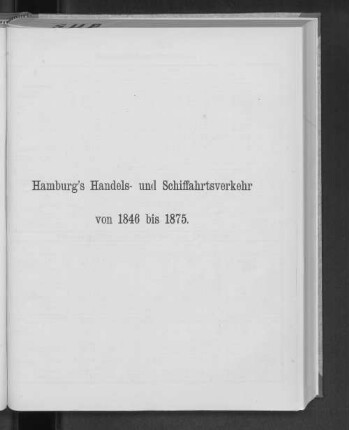 Hamburg's Handels- und Schiffahrtsverkehr
von 1846 bis 1875.